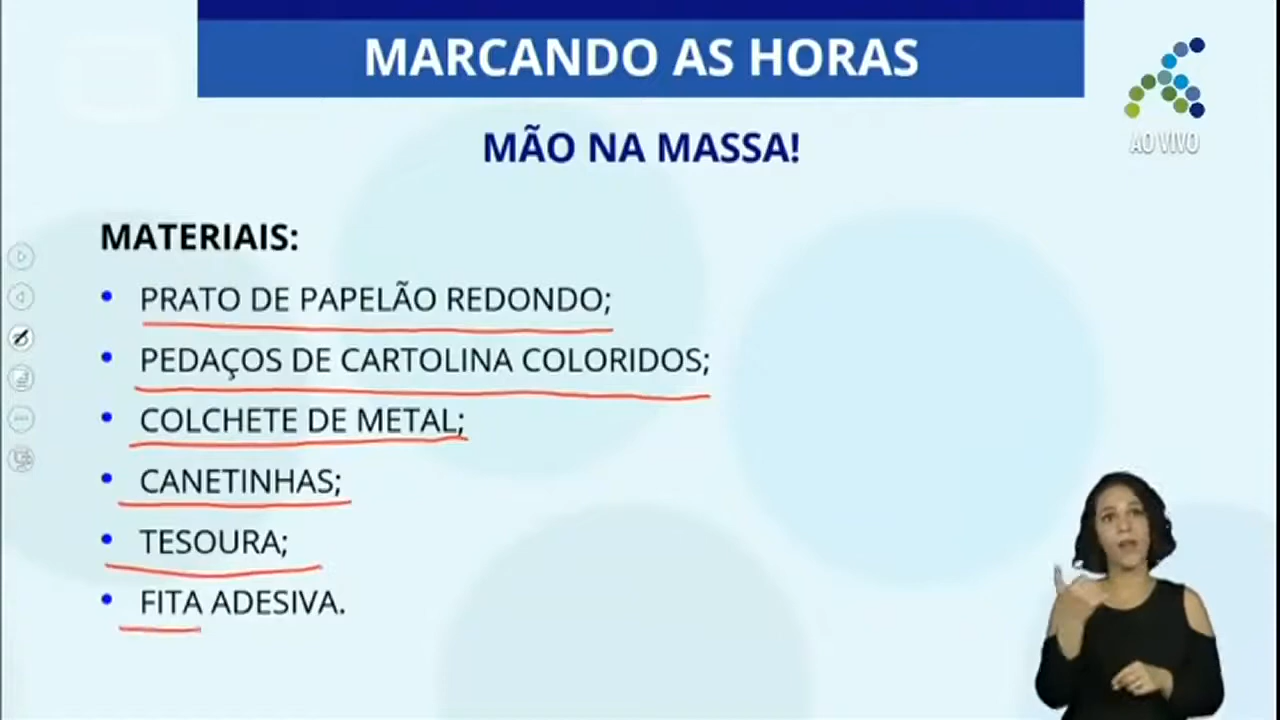 MARCANDO AS HORAS
AO VIVO
MÃO NA MASSA!
MATERIAIS:
• PRATO DE PAPELÃO REDONDO;
• PEDAÇOS DE CARTOLINA COLORIDOS;
• COLCHETE DE METAL;
• CANETINHAS;
• TESOURA;
• FITA ADESIVA.